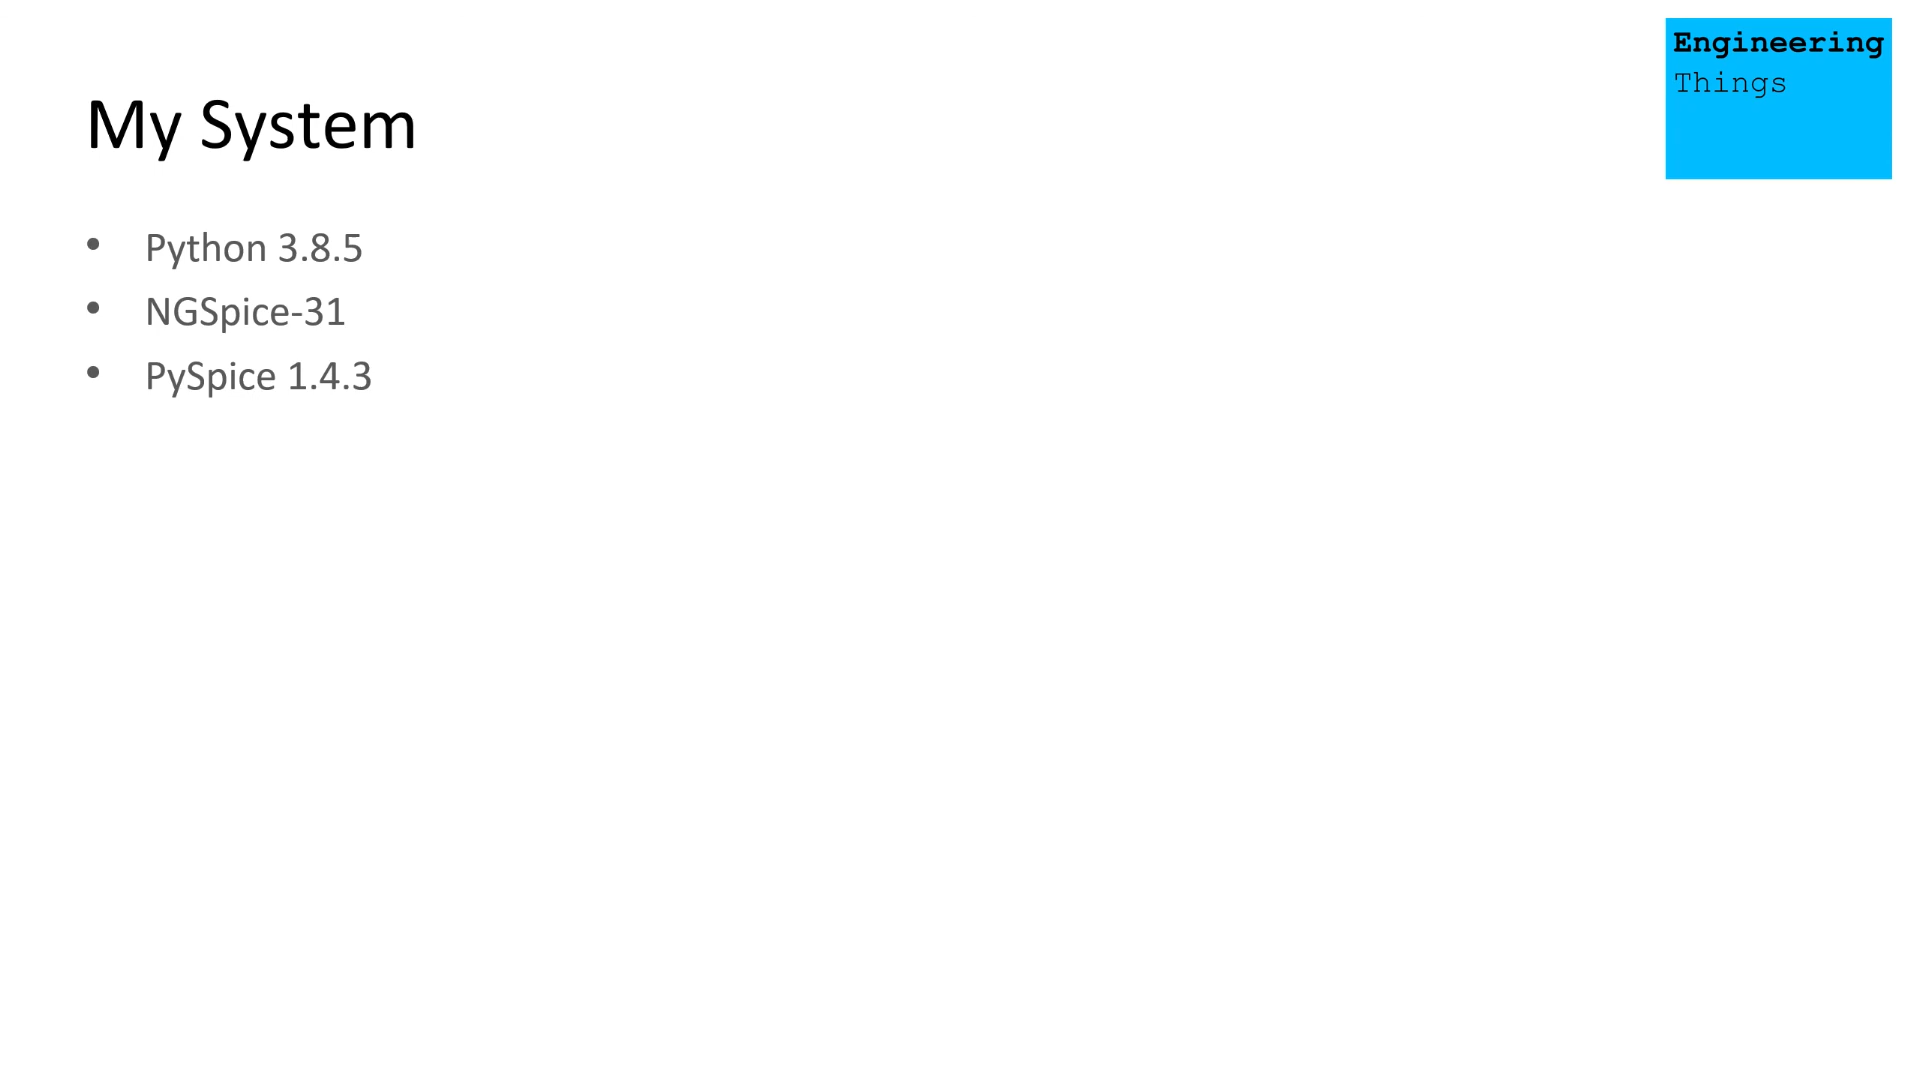 Engineering
Things
My System
• Python 3.8.5
• NGSpice-31
• PySpice 1.4.3